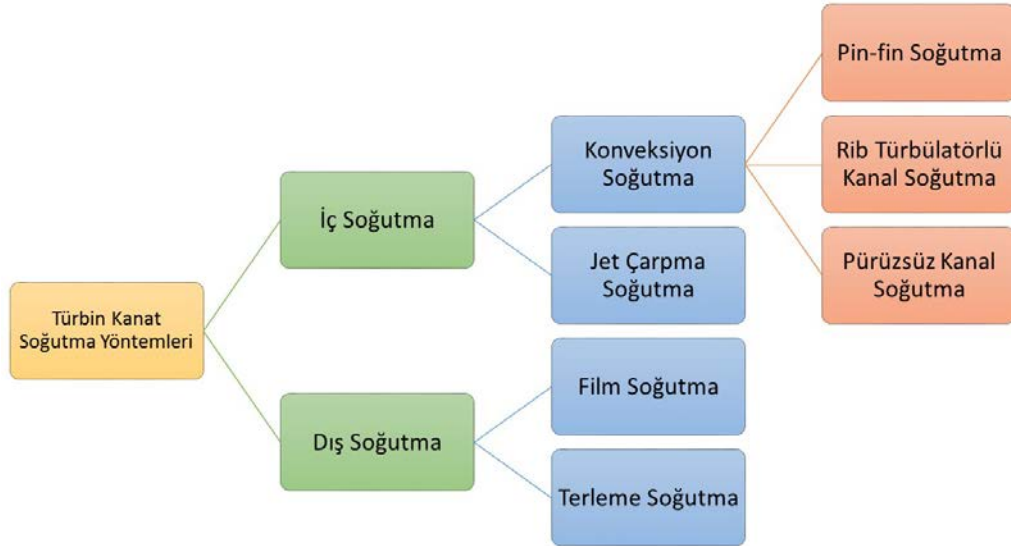 Türbin Kanat
Soğutma Yöntemleri
İç Soğutma
Konveksiyon
Soğutma
Pin-fin Soğutma
Rib Türbülatörlü
Kanal Soğutma
Pürüzsüz Kanal
Soğutma
Jet Çarpma
Soğutma
Dış Soğutma
Film Soğutma
Terleme Soğutma